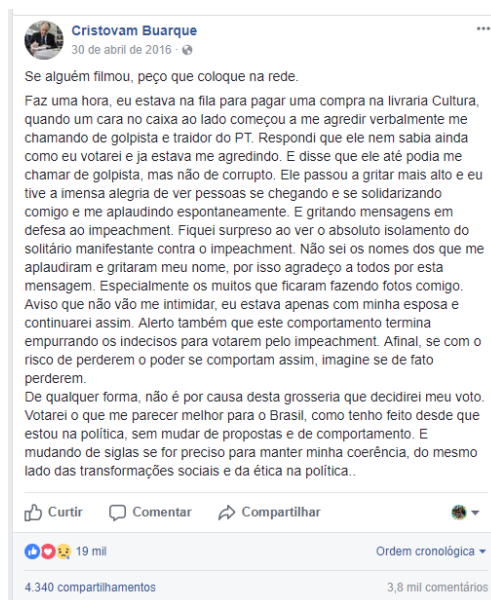 Cristovam Buarque
30 de abril de 2016 ·
Se alguém filmou, peço que coloque na rede.
Faz uma hora, eu estava na fila para pagar uma compra na livraria Cultura,
quando um cara no caixa ao lado começou a me agredir verbalmente me
chamando de golpista e traidor do PT. Respondi que ele nem sabia ainda
como eu votarei e ja estava me agredindo. E disse que ele até podia me
chamar de golpista, mas não de corrupto. Ele passou a gritar mais alto e eu
tive a imensa alegria de ver pessoas se chegando e se solidarizando
comigo e me aplaudindo espontaneamente. E gritando mensagens em
defesa ao impeachment. Fiquei surpreso ao ver o absoluto isolamento do
solitário manifestante contra o impeachment. Não sei os nomes dos que me
aplaudiram e gritaram meu nome, por isso agradeço a todos por esta
mensagem. Especialmente os muitos que ficaram fazendo fotos comigo.
Aviso que não vão me intimidar, eu estava apenas com minha esposa e
continuarei assim. Alerto também que este comportamento termina
empurrando os indecisos para votarem pelo impeachment. Afinal, se com o
risco de perderem o poder se comportam assim, imagine se de fato
perderem.
De qualquer forma, não é por causa desta grosseria que decidirei meu voto.
Votarei o que me parecer melhor para o Brasil, como tenho feito desde que
estou na política, sem mudar de propostas e de comportamento. E
mudando de siglas se for preciso para manter minha coerência, do mesmo
lado das transformações sociais e da ética na política..
Curtir Comentar Compartilhar
19 mil Ordem cronológica
4.340 compartilhamentos 3,8 mil comentários